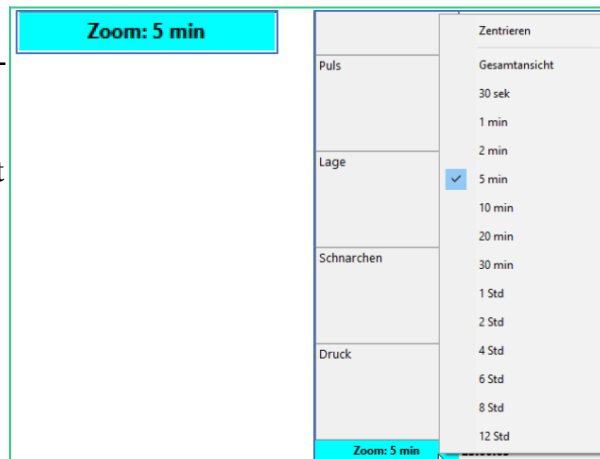 Zoom: 5 min
Puls
Lage
Schnarchen
Druck
Zoom: 5 min
Zentrieren
Gesamtansicht
30 sek
1 min
2 min
5 min
10 min
20 min
30 min
1 Std
2 Std
4 Std
6 Std
8 Std
12 Std